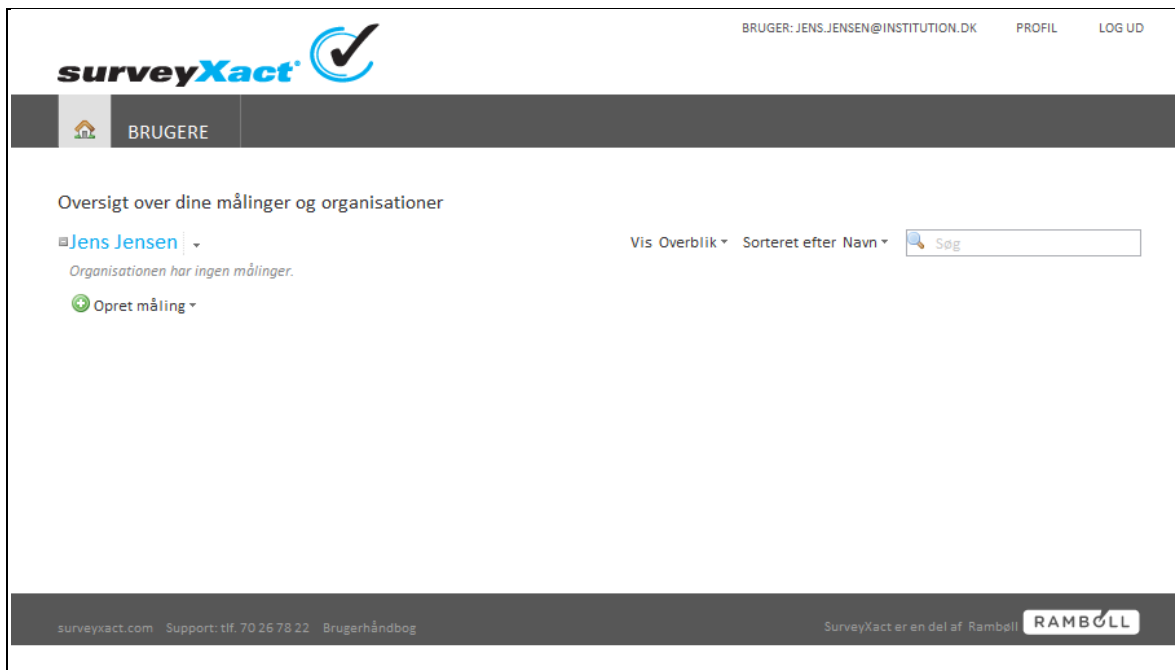 BRUGER: JENS.JENSEN@INSTITUTION.DK PROFIL LOG UD
surveyXact
BRUGERE
Oversigt over dine målinger og organisationer
Jens Jensen Vis Overblik Sorteret efter Navn Søg
Organisationen har ingen målinger.
Opret måling
surveyxact.com Support: tlf. 70 26 78 22 Brugerhåndbog SurveyXact er en del af Rambøll RAMBØLL